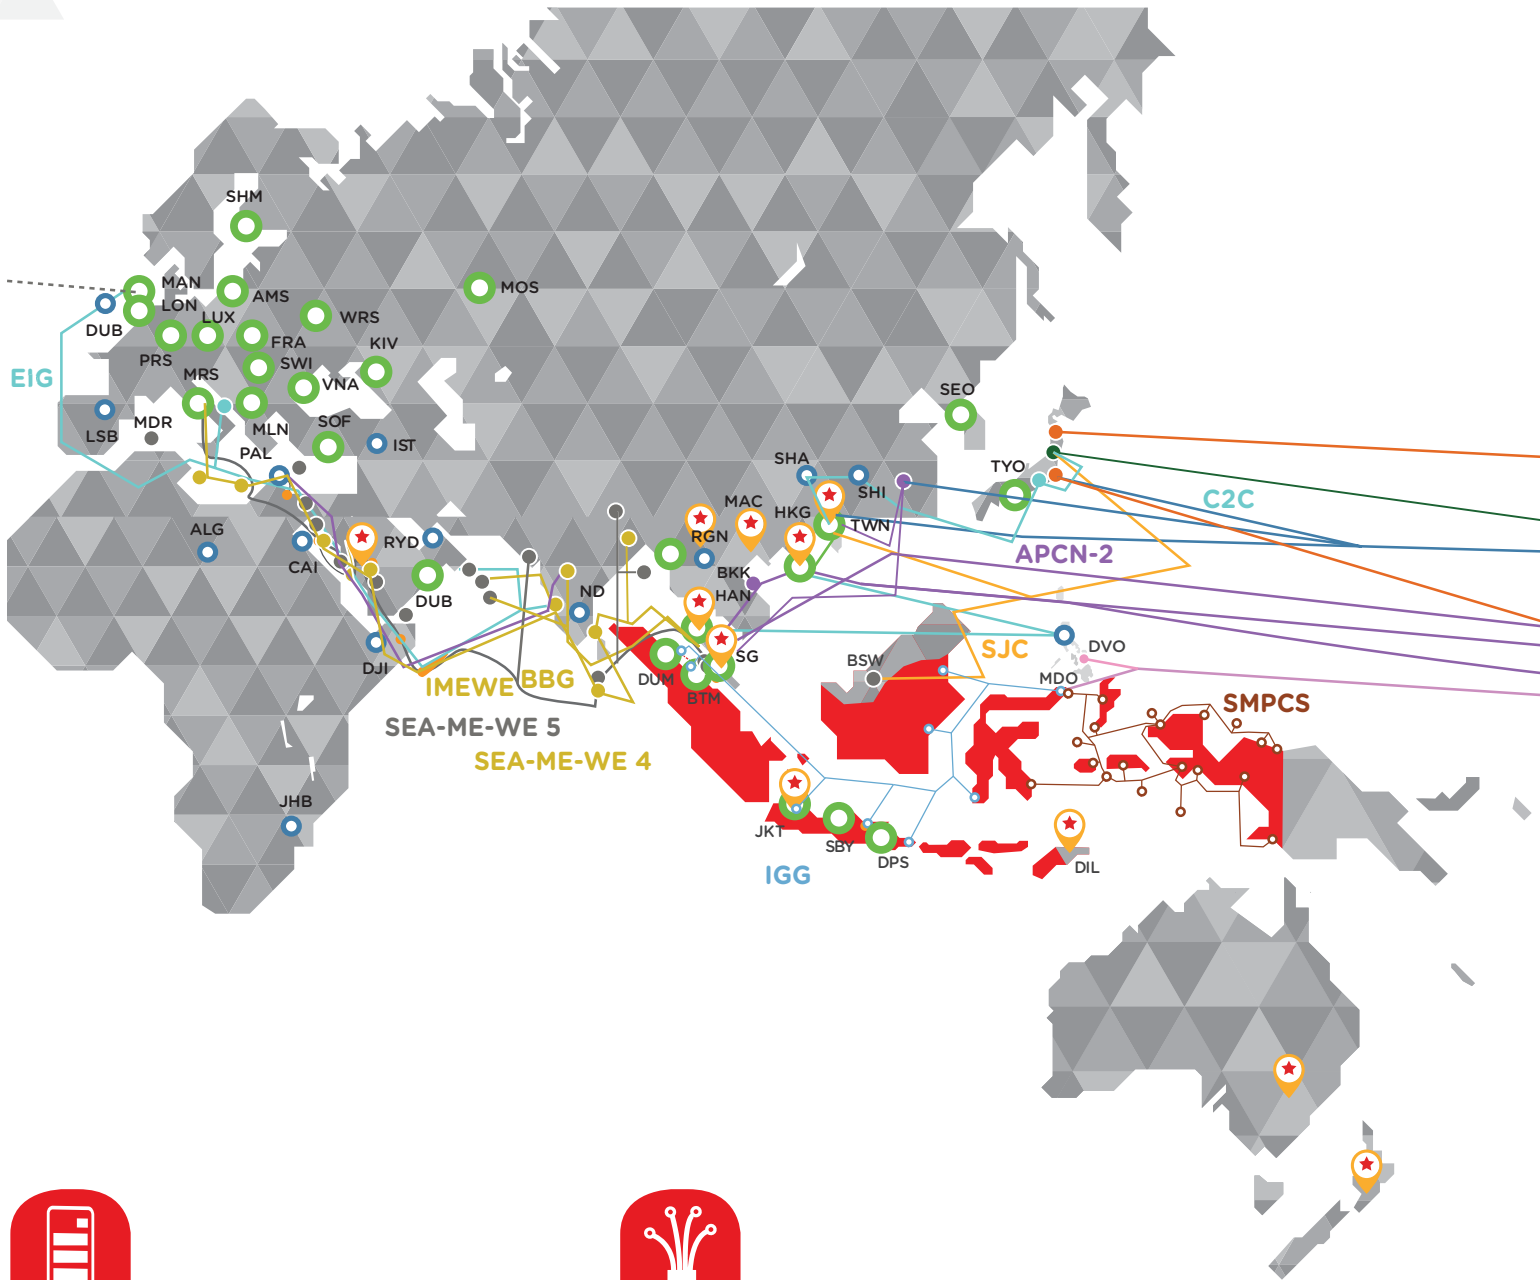 SHM
MAN
MOS
AMS
LON
LUX
WRS
DUB
FRA
KIV
PRS
SWI
MRS
EIG
VNA
SEO
MDR
SOF
LSB
MLN
IST
PAL
SHA
TYO
SHI
C2C
MAC
HKG
TWN
ALG
RGN
RYD
APCN-2
CAI
BKK
ND
HAN
DUB
DVO
SJC
SG
BSW
DJI
MDO
DUM
IMEWE
BBG
BTM
SMPCS
SEA-ME-WE 5
SEA-ME-WE 4
JHB
JKT
SBY
DPS
DIL
IGG